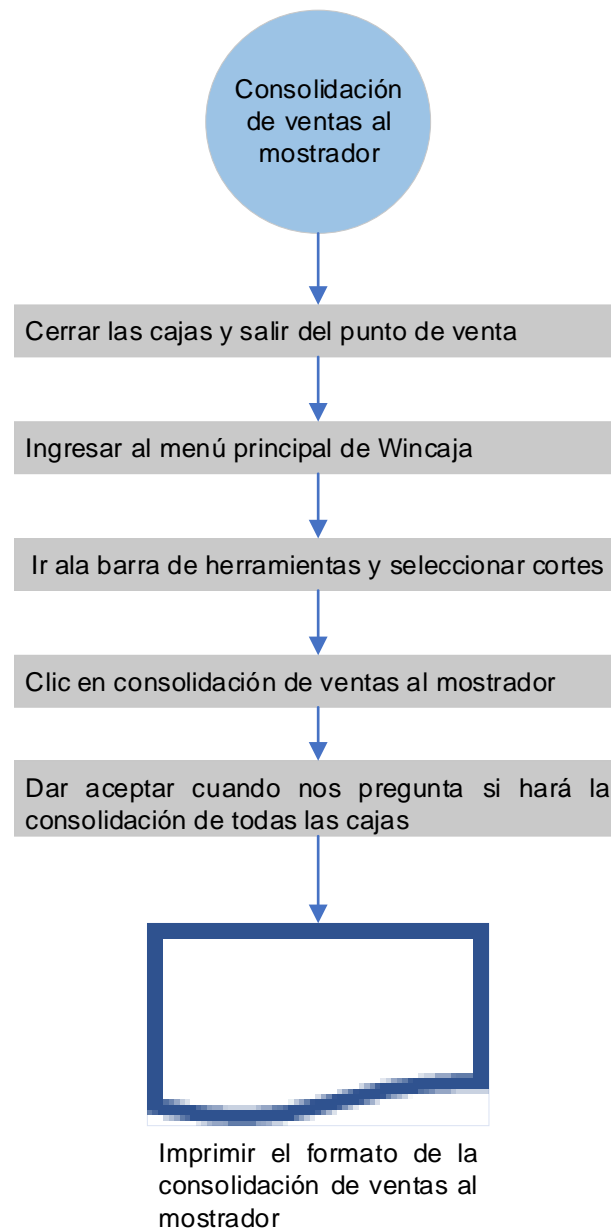 Consolidación
de ventas al
mostrador
Cerrar las cajas y salir del punto de venta
Ingresar al menú principal de Wincaja
Ir ala barra de herramientas y seleccionar cortes
Clic en consolidación de ventas al mostrador
Dar aceptar cuando nos pregunta si hará la
consolidación de todas las cajas
Imprimir el formato de la
consolidación de ventas al
mostrador